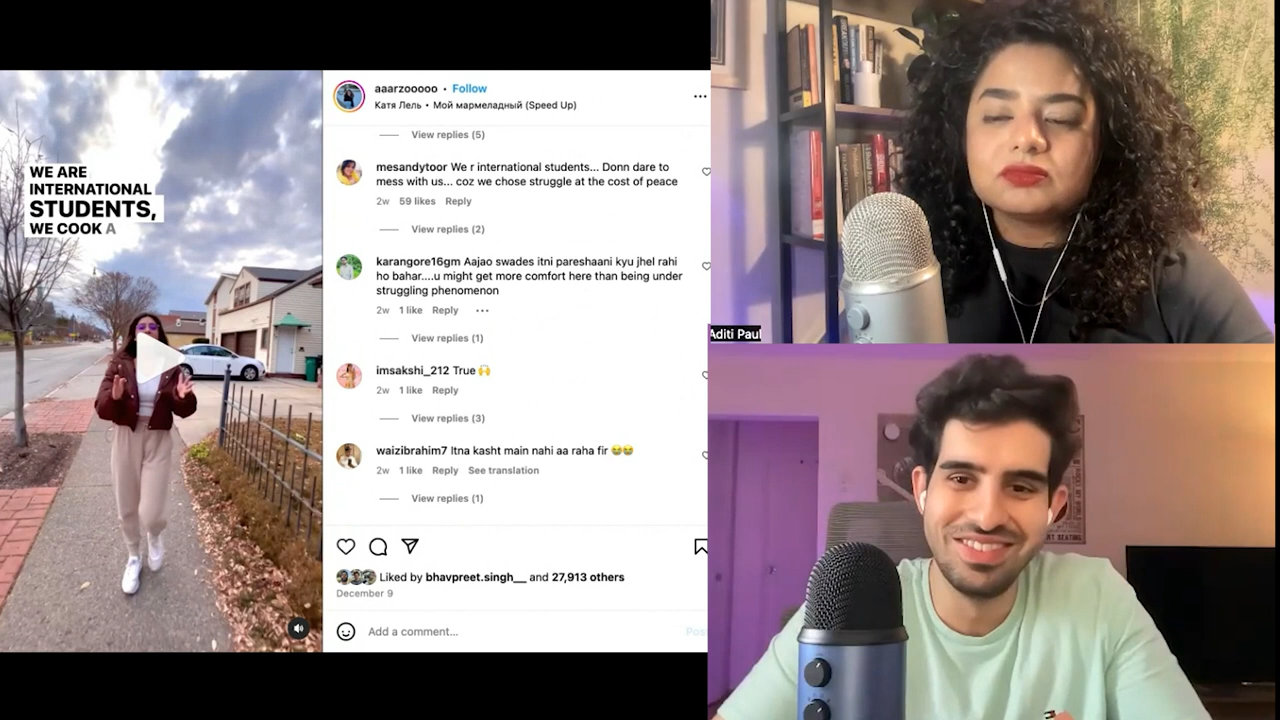 WE ARE
INTERNATIONAL
STUDENTS,
WE COOK A
aaarzooooo • Follow
Катя Лель • Мой мармеладный (Speed Up)
View replies (5)
mesandytoor We r international students... Donn dare to
mess with us... coz we chose struggle at the cost of peace
2w 59 likes Reply
View replies (2)
karangore16gm Aajao swades itni pareshaani kyu jhel rahi
ho bahar....u might get more comfort here than being under
struggling phenomenon
2w 1 like Reply
View replies (1)
imsakshi_212 True 🙌
2w 1 like Reply
View replies (3)
waizibrahim7 Itna kasht main nahi aa raha fir 😂😂
2w 1 like Reply See translation
View replies (1)
Liked by bhavpreet.singh__ and 27,913 others
December 9
Add a comment...
Pos
Aditi Paul